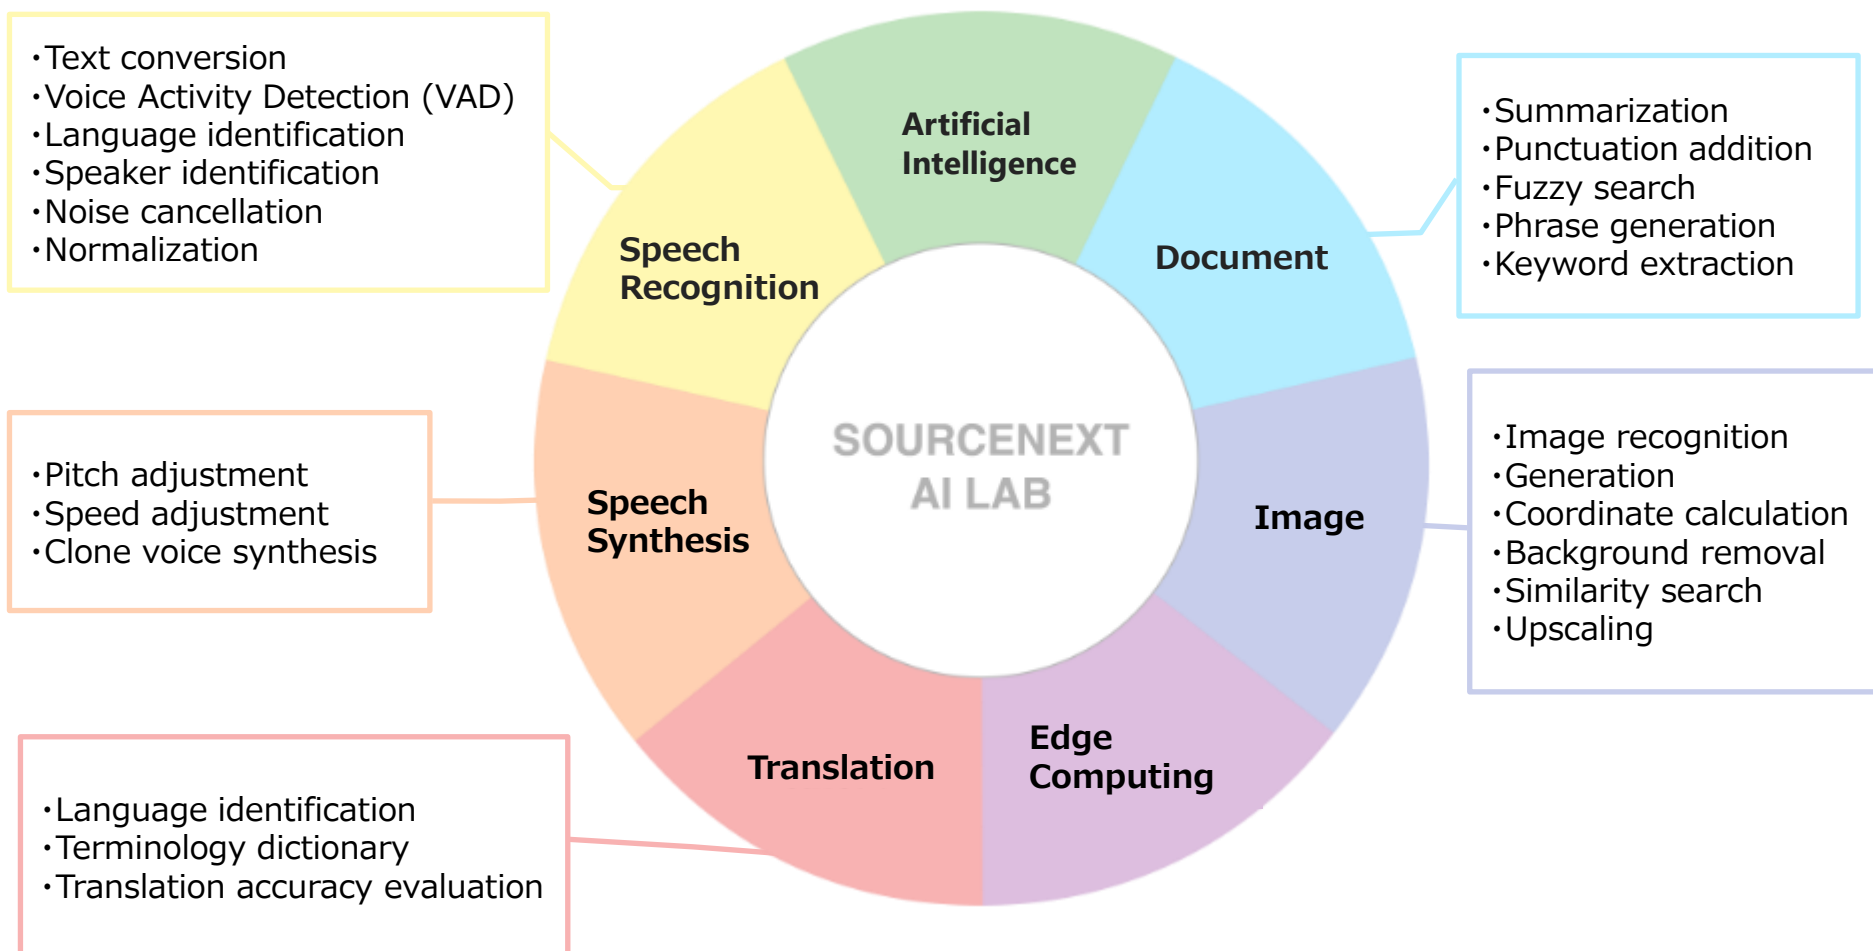 ・Text conversion
・Voice Activity Detection (VAD)
・Language identification
・Speaker identification
・Noise cancellation
・Normalization
Artificial
Intelligence
・Summarization
・Punctuation addition
・Fuzzy search
・Phrase generation
・Keyword extraction
Speech
Recognition
Document
SOURCENEXT
AI LAB
・Pitch adjustment
・Speed adjustment
・Clone voice synthesis
Speech
Synthesis
Image
・Image recognition
・Generation
・Coordinate calculation
・Background removal
・Similarity search
・Upscaling
Translation
Edge
Computing
・Language identification
・Terminology dictionary
・Translation accuracy evaluation